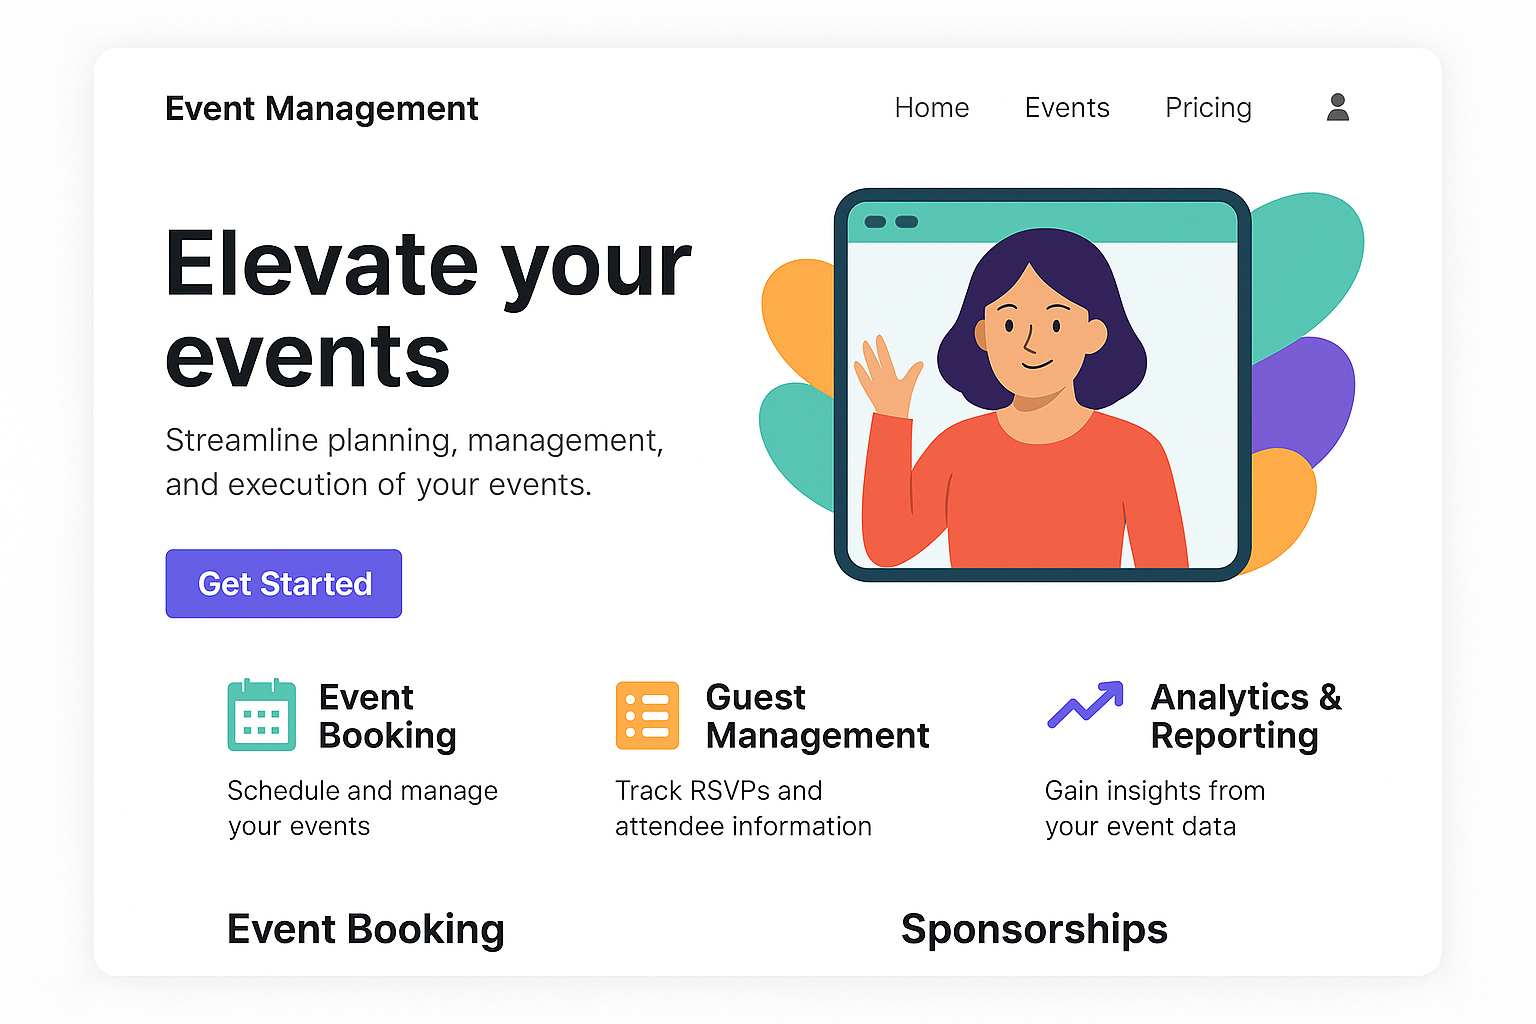 Event Management
Home Events Pricing
Elevate your
events
Streamline planning, management,
and execution of your events.
Get Started
Event
Booking
Schedule and manage
your events
Guest
Management
Track RSVPs and
attendee information
Analytics &
Reporting
Gain insights from
your event data
Event Booking
Sponsorships